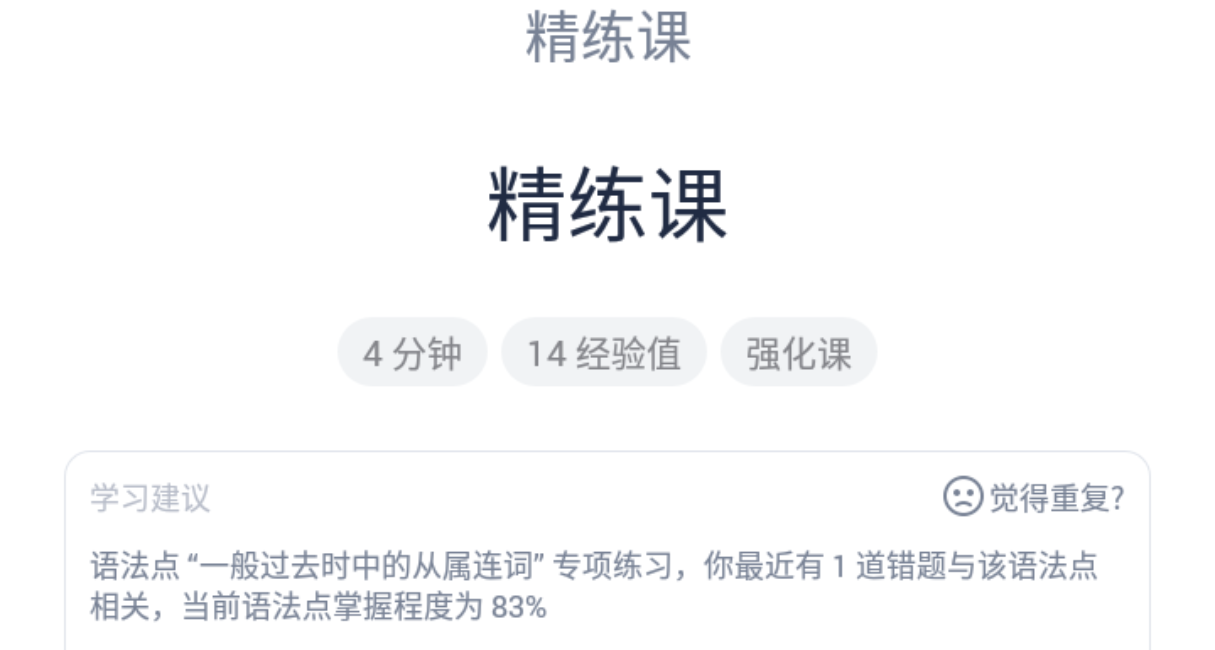 精练课
精练课
4 分钟
14 经验值
强化课
学习建议
觉得重复?
语法点 “一般过去时中的从属连词” 专项练习，你最近有 1 道错题与该语法点
相关，当前语法点掌握程度为 83%